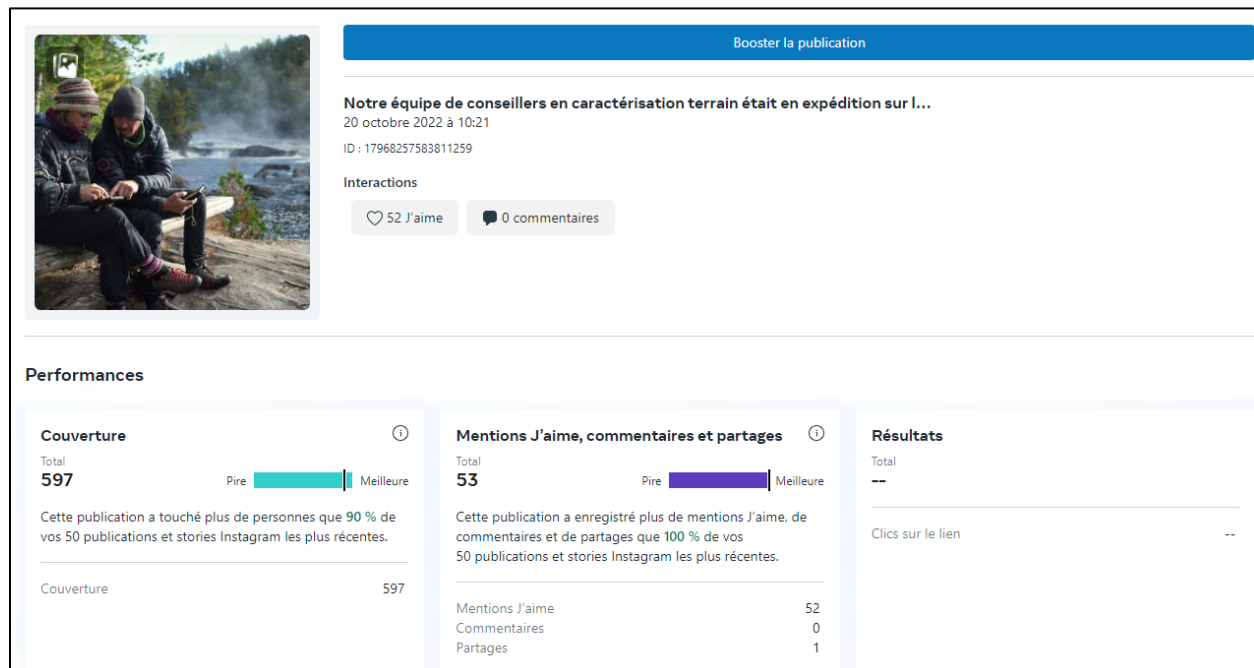 Booster la publication
Notre équipe de conseillers en caractérisation terrain était en expédition sur l...
20 octobre 2022 à 10:21
ID : 17968257583811259
Interactions
52 J'aime
0 commentaires
Performances
Couverture
Total
597
Pire
Meilleure
Cette publication a touché plus de personnes que 90 % de
vos 50 publications et stories Instagram les plus récentes.
Couverture 597
Mentions J'aime, commentaires et partages
Total
53
Pire
Meilleure
Cette publication a enregistré plus de mentions J'aime, de
commentaires et de partages que 100 % de vos
50 publications et stories Instagram les plus récentes.
Mentions J'aime 52
Commentaires 0
Partages 1
Résultats
Total
--
Clics sur le lien --